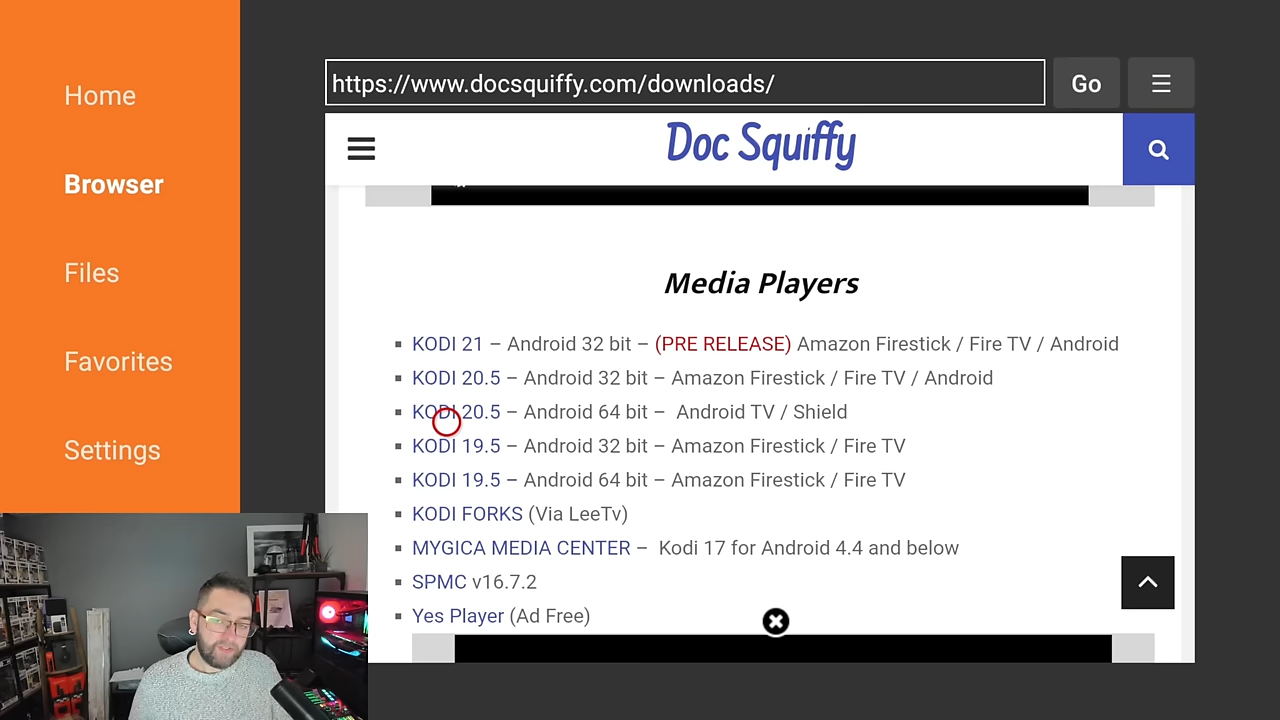 Home
Browser
Files
Favorites
Settings
https://www.docsquiffy.com/downloads/
Go
Doc Squiffy
Media Players
KODI 21 – Android 32 bit – (PRE RELEASE) Amazon Firestick / Fire TV / Android
KODI 20.5 – Android 32 bit – Amazon Firestick / Fire TV / Android
KODI 20.5 – Android 64 bit – Android TV / Shield
KODI 19.5 – Android 32 bit – Amazon Firestick / Fire TV
KODI 19.5 – Android 64 bit – Amazon Firestick / Fire TV
KODI FORKS (Via LeeTv)
MYGICA MEDIA CENTER – Kodi 17 for Android 4.4 and below
SPMC v16.7.2
Yes Player (Ad Free)